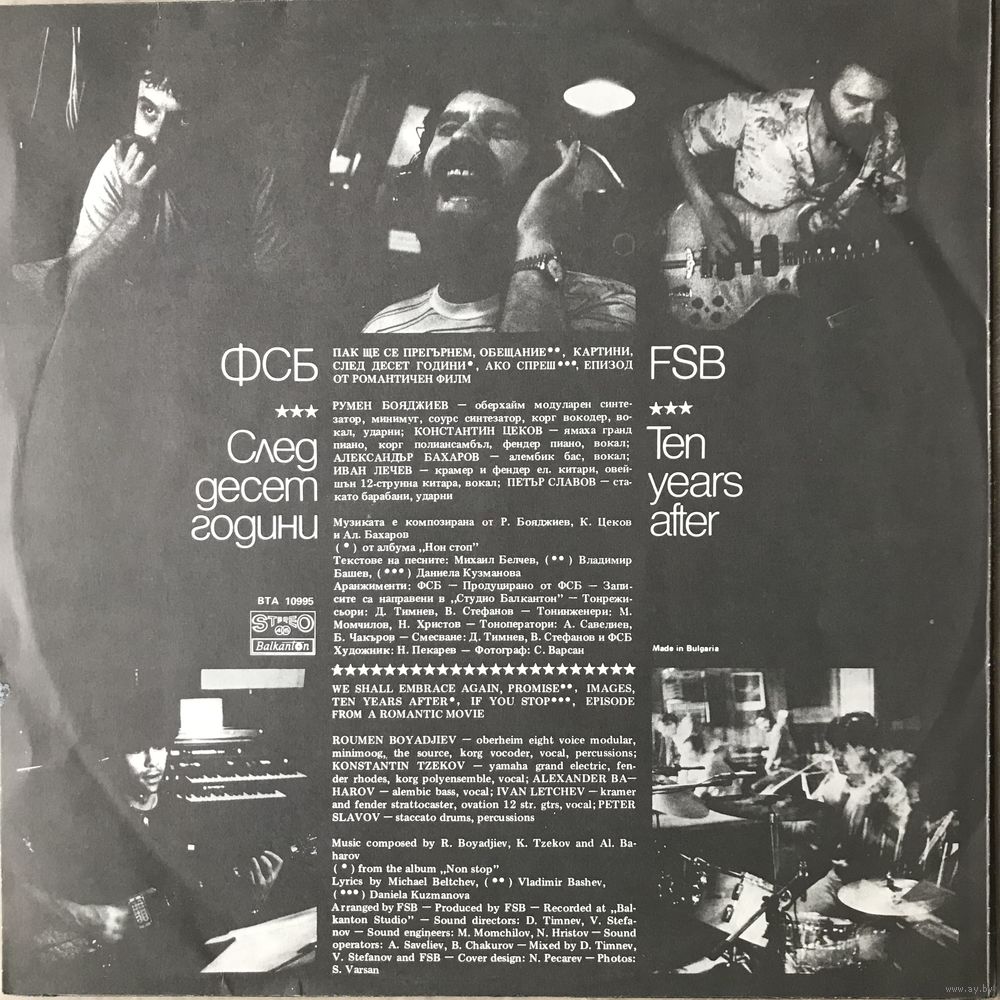 ФСБ
★★★
След
десет
години
BTA 10995
STEREO
Balkanton
ПАК ЩЕ СЕ ПРЕГЪРНЕМ, ОБЕЩАНИЕ••, КАРТИНИ,
СЛЕД ДЕСЕТ ГОДИНИ•, АКО СПРЕШ•••, ЕПИЗОД
ОТ РОМАНТИЧЕН ФИЛМ
РУМЕН БОЯДЖИЕВ — оберхайм модуларен синте-
затор, минимуг, соурс синтезатор, корг вокодер, во-
кал, ударни; КОНСТАНТИН ЦЕКОВ — ямаха гранд
пиано, корг полиансамбъл, фендер пиано, вокал;
АЛЕКСАНДЪР БАХАРОВ — алембик бас, вокал;
ИВАН ЛЕЧЕВ — крамер и фендер ел. китари, овей-
шън 12-струнна китара, вокал; ПЕТЪР СЛАВОВ — ста-
като барабани, ударни
Музиката е композирана от Р. Бояджиев, К. Цеков
и Ал. Бахаров
(•) от албума „Нон стоп”
Текстове на песните: Михаил Белчев, (••) Владимир
Башев, (•••) Даниела Кузманова
Аранжименти: ФСБ — Продуцирано от ФСБ — Запи-
сите са направени в „Студио Балкантон” — Тонрежи-
сьори: Д. Тимнев, В. Стефанов — Тонинженери: М.
Момчилов, Н. Христов — Тоноператори: А. Савелиев,
Б. Чакъров — Смесване: Д. Тимнев, В. Стефанов и ФСБ
Художник: Н. Пекарев — Фотограф: С. Варсан
★★★★★★★★★★★★★★★★★★★★★★★
WE SHALL EMBRACE AGAIN, PROMISE••, IMAGES,
TEN YEARS AFTER•, IF YOU STOP•••, EPISODE
FROM A ROMANTIC MOVIE
ROUMEN BOYADJIEV — oberheim eight voice modular,
minimoog, the source, korg vocoder, vocal, percussions;
KONSTANTIN TZEKOV — yamaha grand electric, fen-
der rhodes, korg polyensemble, vocal; ALEXANDER BA-
HAROV — alembic bass, vocal; IVAN LETCHEV — kramer
and fender strattocaster, ovation 12 str. gtrs, vocal; PETER
SLAVOV — staccato drums, percussions
Music composed by R. Boyadjiev, K. Tzekov and Al. Ba-
harov
(•) from the album „Non stop”
Lyrics by Michael Beltchev, (••) Vladimir Bashev,
(•••) Daniela Kuzmanova
Arranged by FSB — Produced by FSB — Recorded at „Bal-
kanton Studio” — Sound directors: D. Timnev, V. Stefa-
nov — Sound engineers: M. Momchilov, N. Hristov — Sound
operators: A. Saveliev, B. Chakurov — Mixed by D. Timnev,
V. Stefanov and FSB — Cover design: N. Pecarev — Photos:
S. Varsan
FSB
★★★
Ten
years
after
Made in Bulgaria
www.ay.by